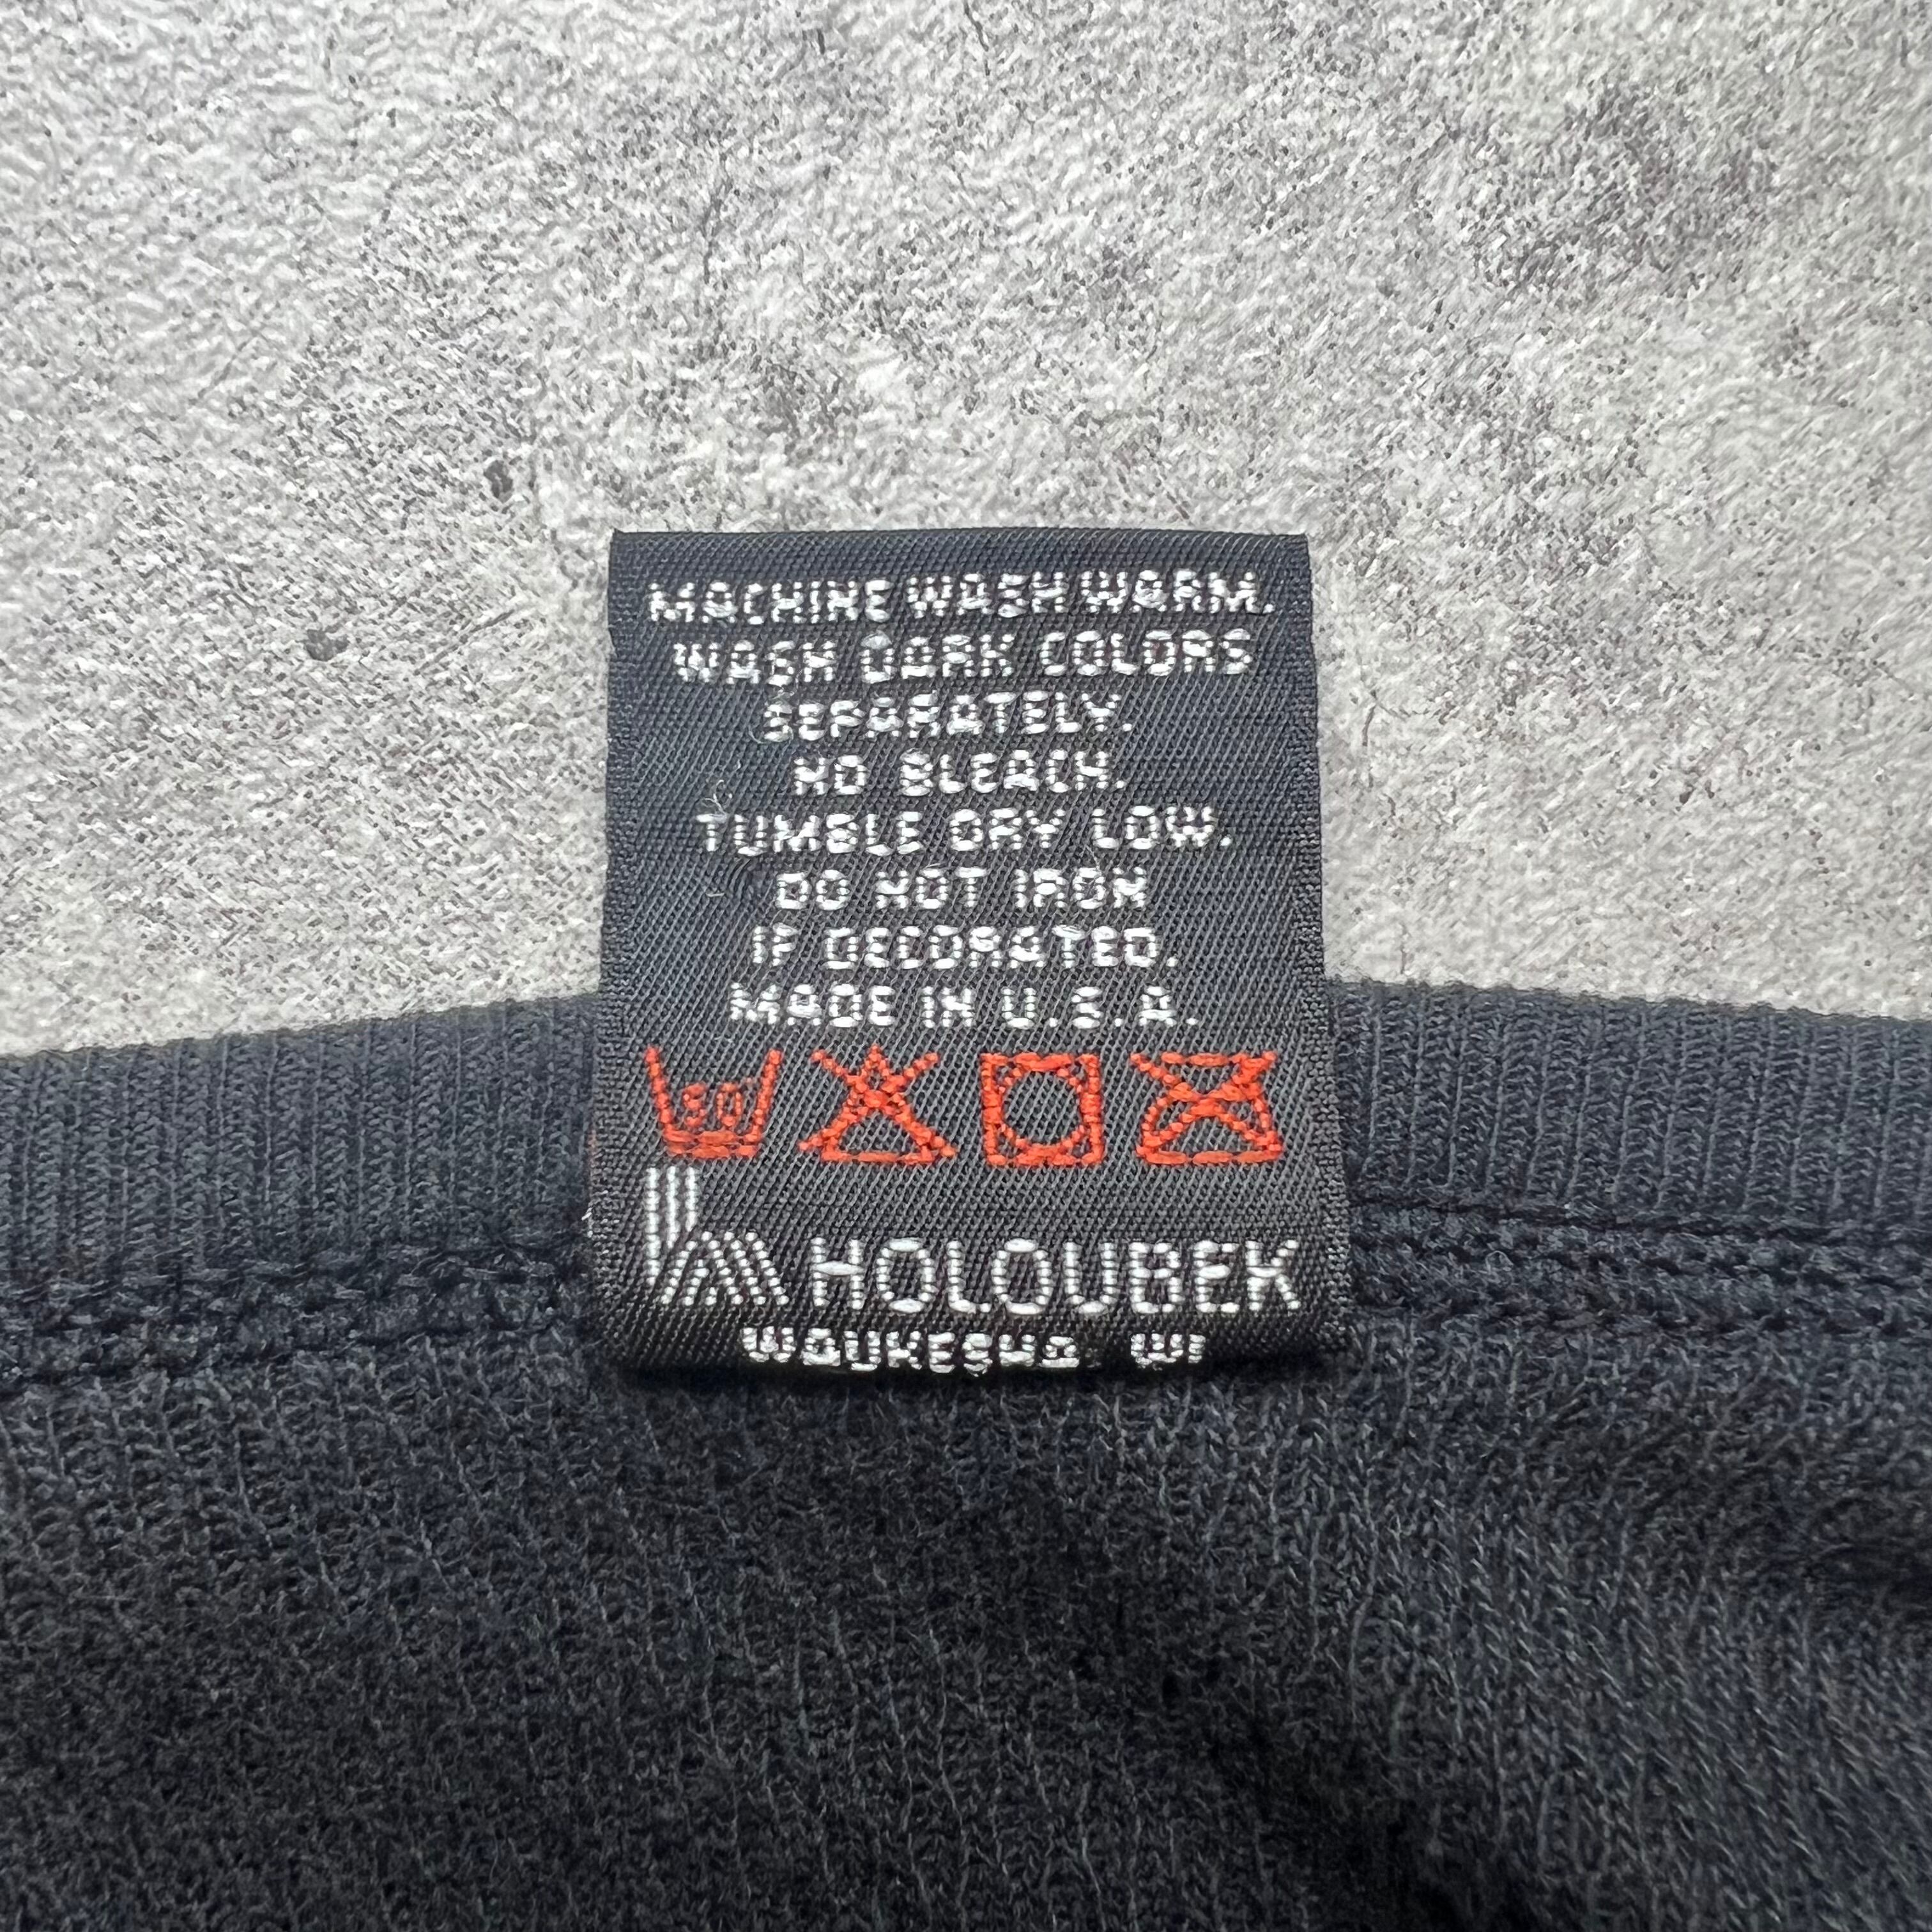 MACHINE WASH WARM.
WASH DARK COLORS
SEPARATELY.
NO BLEACH.
TUMBLE DRY LOW.
DO NOT IRON
IF DECORATED.
MADE IN U.S.A.
50°
HOLOUBEK
WAUKESHA, WI